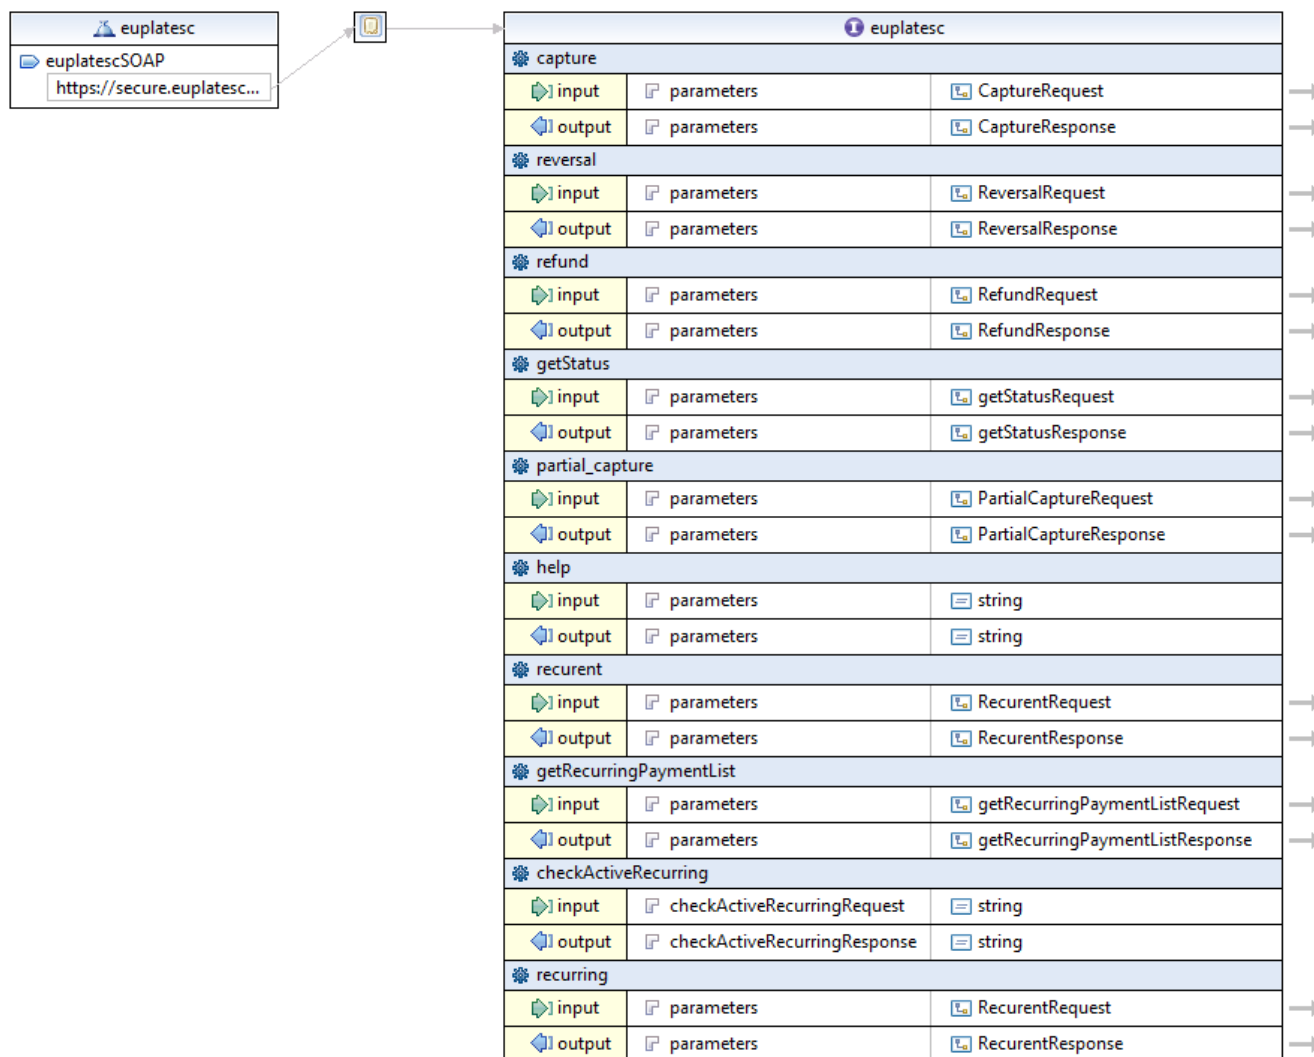 euplatesc
euplatescSOAP
https://secure.euplatesc...
euplatesc
capture
input parameters CaptureRequest
output parameters CaptureResponse
reversal
input parameters ReversalRequest
output parameters ReversalResponse
refund
input parameters RefundRequest
output parameters RefundResponse
getStatus
input parameters getStatusRequest
output parameters getStatusResponse
partial_capture
input parameters PartialCaptureRequest
output parameters PartialCaptureResponse
help
input parameters string
output parameters string
recurent
input parameters RecurentRequest
output parameters RecurentResponse
getRecurringPaymentList
input parameters getRecurringPaymentListRequest
output parameters getRecurringPaymentListResponse
checkActiveRecurring
input checkActiveRecurringRequest string
output checkActiveRecurringResponse string
recurring
input parameters RecurentRequest
output parameters RecurentResponse